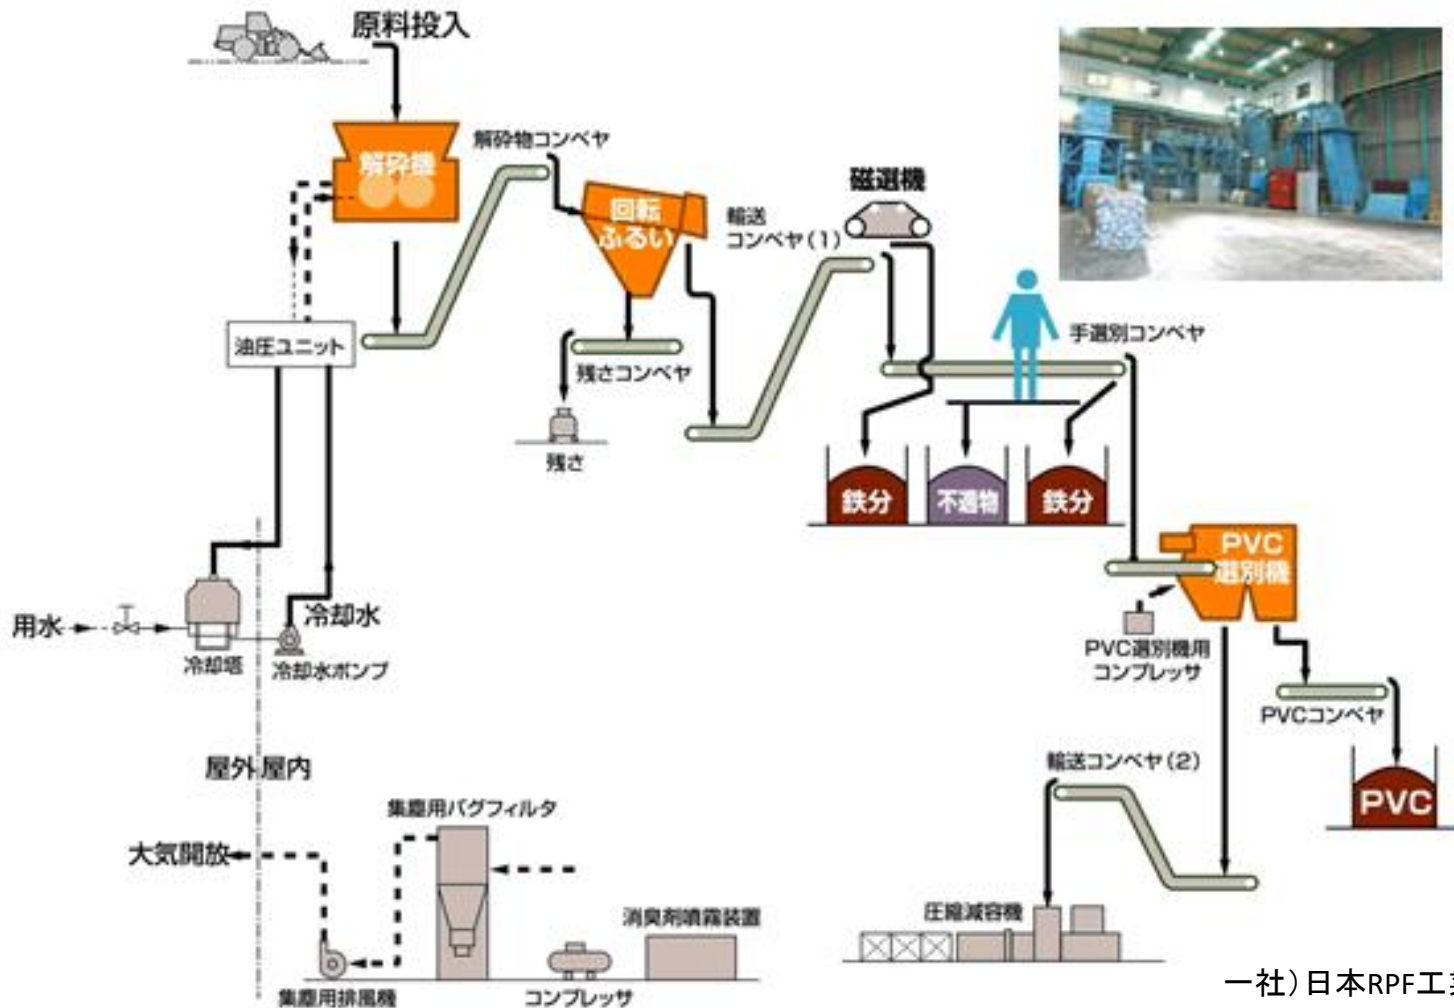 原料投入
解砕機
解砕物コンベヤ
回転
ふるい
輸送
コンベヤ(1)
磁選機
手選別コンベヤ
油圧ユニット
残さコンベヤ
残さ
鉄分
不適物
鉄分
PVC
選別機
用水
冷却塔
冷却水
冷却水ポンプ
PVC選別機用
コンプレッサ
PVCコンベヤ
PVC
屋外
屋内
輸送コンベヤ(2)
集塵用バグフィルタ
大気開放
消臭剤噴霧装置
圧縮減容機
集塵用排風機
コンプレッサ
一社)日本RPF工